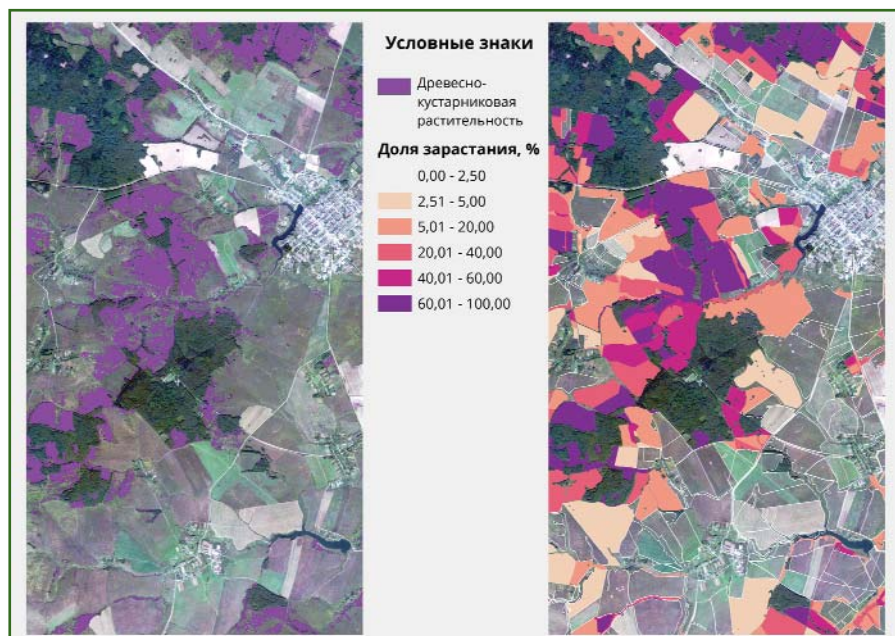 Условные знаки
Древесно-
кустарниковая
растительность
Доля зарастания, %
0,00 - 2,50
2,51 - 5,00
5,01 - 20,00
20,01 - 40,00
40,01 - 60,00
60,01 - 100,00